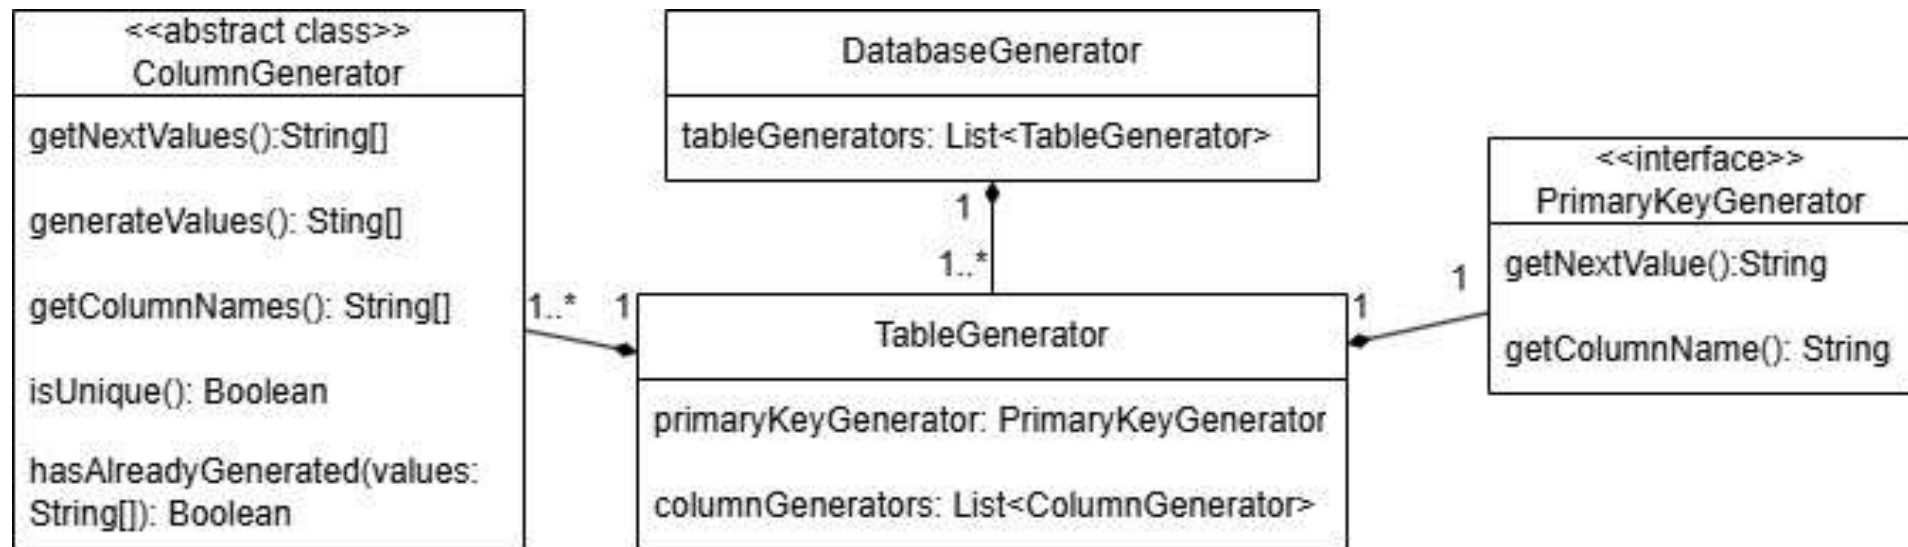 <<abstract class>>
ColumnGenerator
getNextValues():String[]
generateValues(): Sting[]
getColumnNames(): String[]
isUnique(): Boolean
hasAlreadyGenerated(values:
String[]): Boolean
DatabaseGenerator
tableGenerators: List<TableGenerator>
1
1..*
1..*
1
TableGenerator
primaryKeyGenerator: PrimaryKeyGenerator
columnGenerators: List<ColumnGenerator>
1
1
<<interface>>
PrimaryKeyGenerator
getNextValue():String
getColumnName(): String